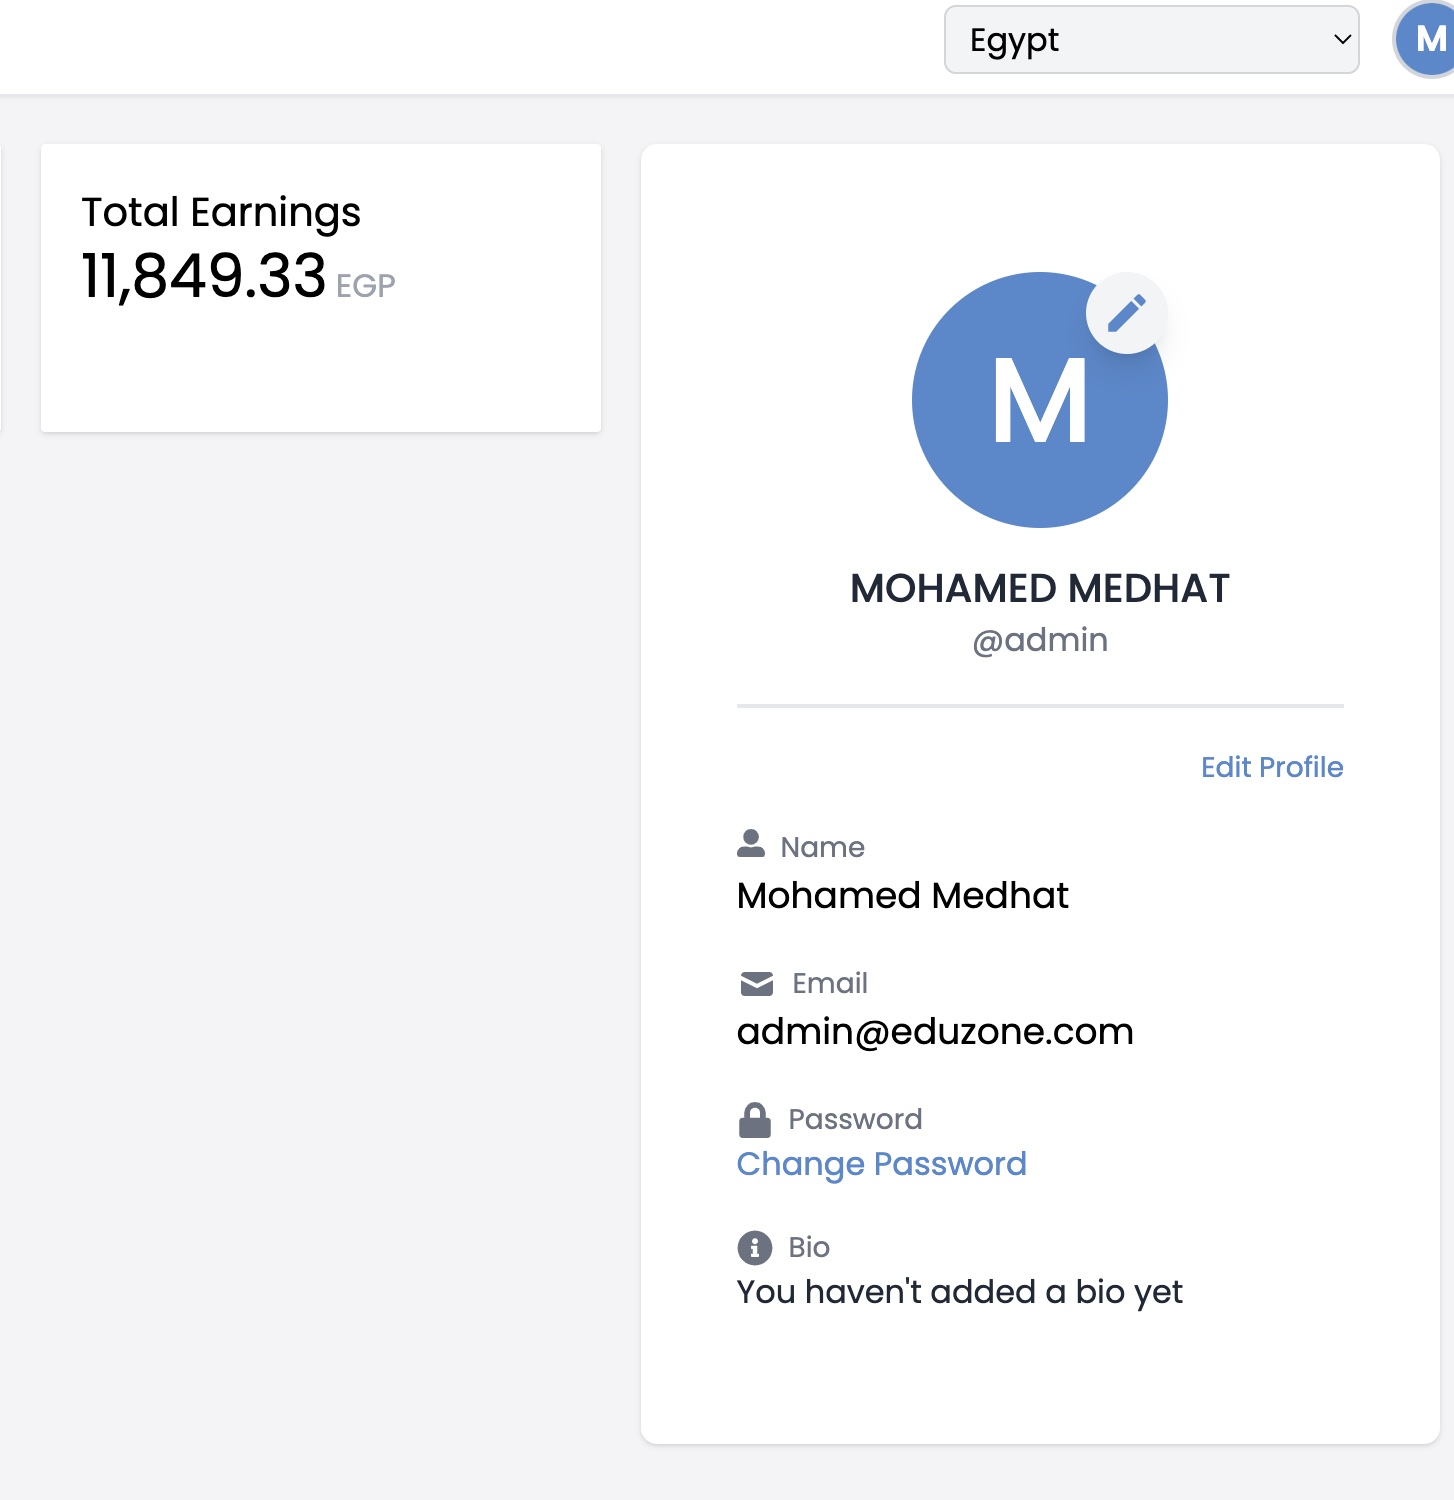 Egypt
M
Total Earnings
11,849.33 EGP
M
MOHAMED MEDHAT
@admin
Edit Profile
Name
Mohamed Medhat
Email
admin@eduzone.com
Password
Change Password
Bio
You haven't added a bio yet